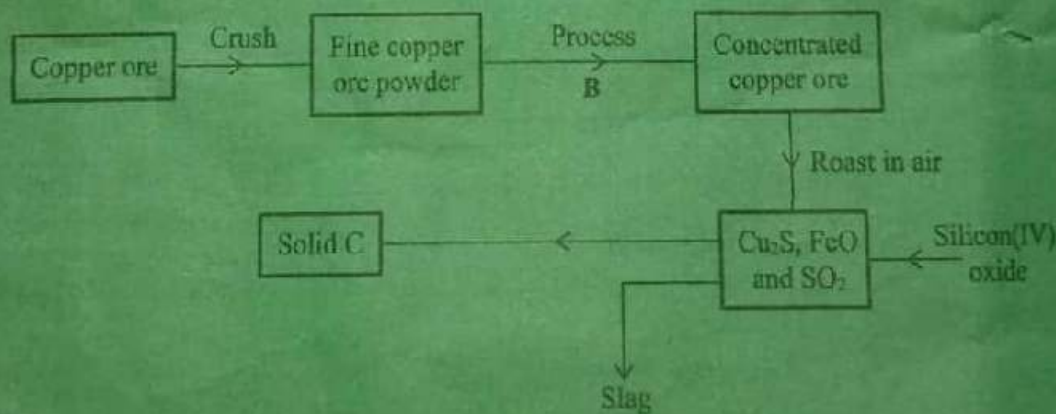 Copper ore
Crush
Fine copper
ore powder
Process
B
Concentrated
copper ore
Roast in air
Cu₂S, FeO
and SO₂
Silicon(IV)
oxide
Solid C
Slag